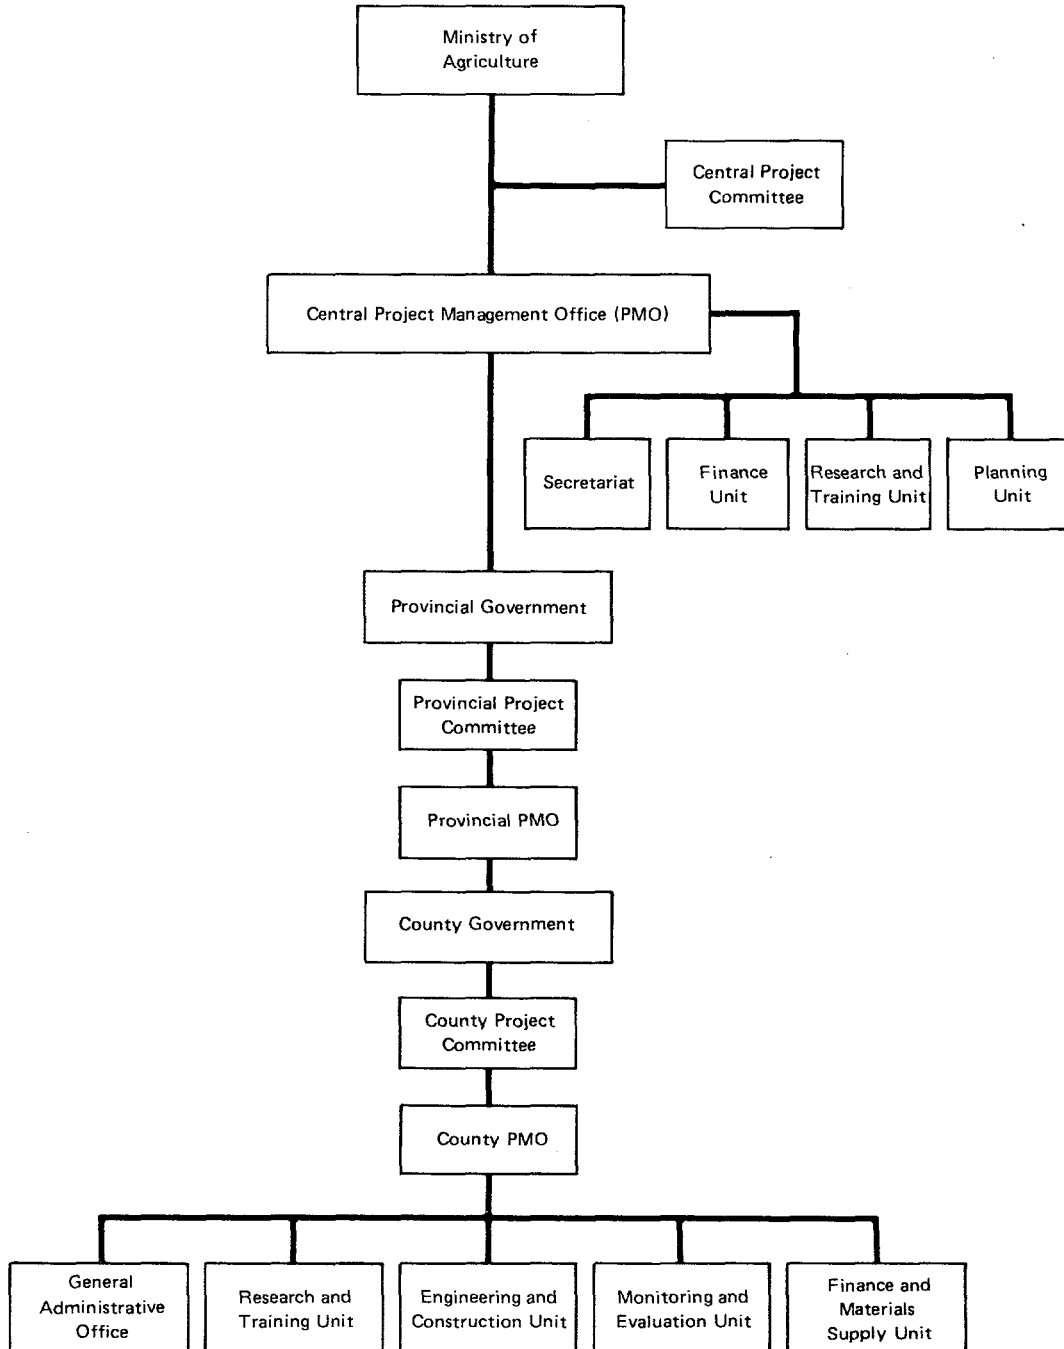 Ministry of
Agriculture
Central Project
Committee
Central Project Management Office (PMO)
Secretariat
Finance
Unit
Research and
Training Unit
Planning
Unit
Provincial Government
Provincial Project
Committee
Provincial PMO
County Government
County Project
Committee
County PMO
General
Administrative
Office
Research and
Training Unit
Engineering and
Construction Unit
Monitoring and
Evaluation Unit
Finance and
Materials
Supply Unit